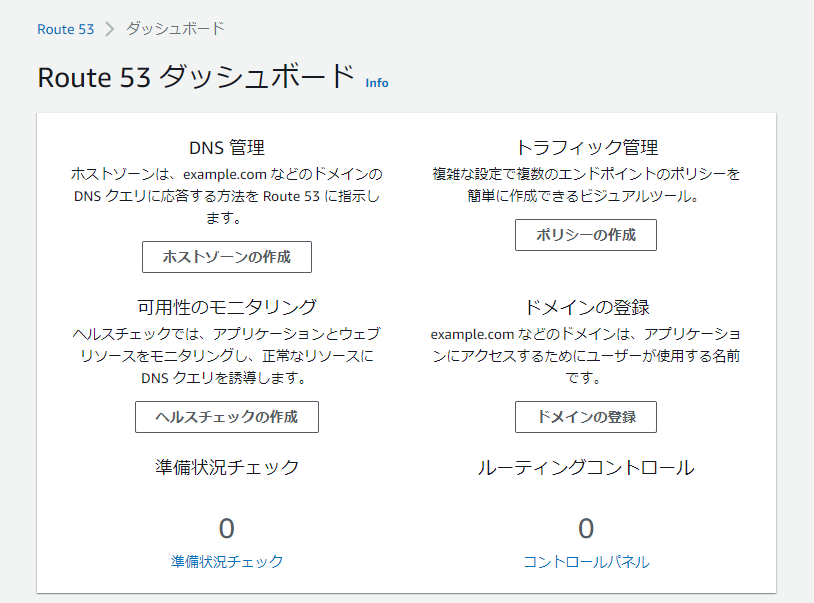 Route 53 > ダッシュボード
Route 53 ダッシュボード Info
DNS 管理
ホストゾーンは、example.com などのドメインの
DNS クエリに応答する方法を Route 53 に指示し
ます。
ホストゾーンの作成
トラフィック管理
複雑な設定で複数のエンドポイントのポリシーを
簡単に作成できるビジュアルツール。
ポリシーの作成
可用性のモニタリング
ヘルスチェックでは、アプリケーションとウェブ
リソースをモニタリングし、正常なリソースに
DNS クエリを誘導します。
ヘルスチェックの作成
ドメインの登録
example.com などのドメインは、アプリケーショ
ンにアクセスするためにユーザーが使用する名前
です。
ドメインの登録
準備状況チェック
0
準備状況チェック
ルーティングコントロール
0
コントロールパネル